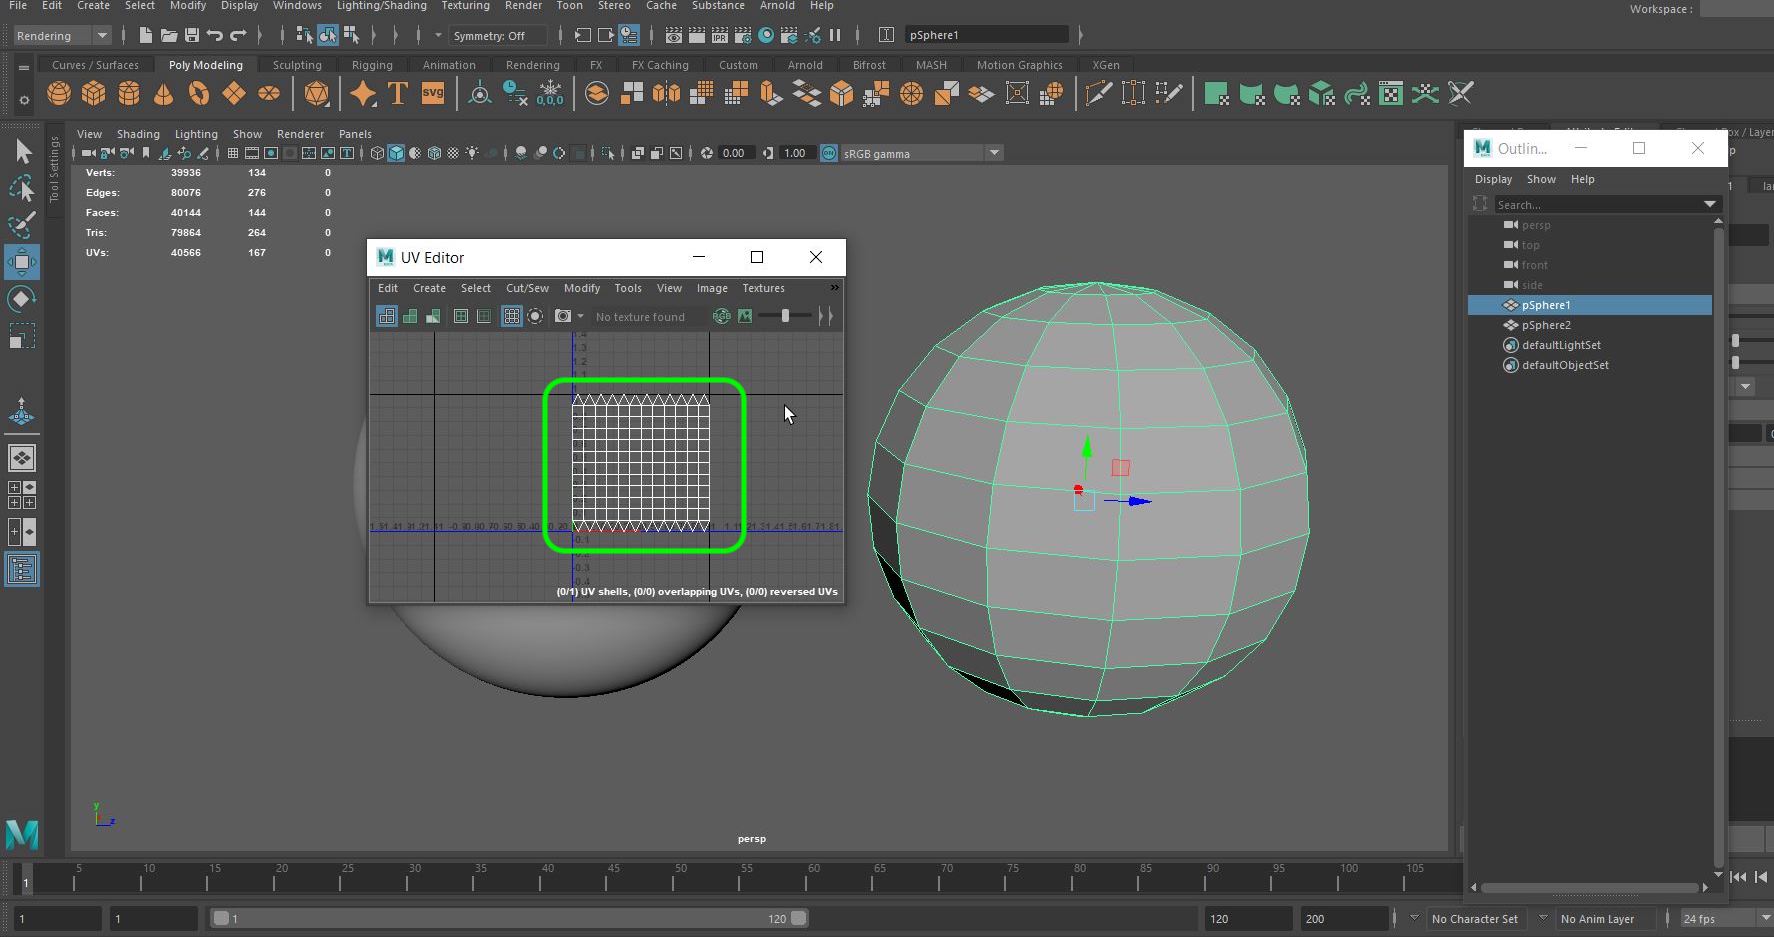 File Edit Create Select Modify Display Windows Lighting/Shading Texturing Render Toon Stereo Cache Substance Arnold Help
Workspace :
Rendering Symmetry: Off IPR pSphere1
Curves / Surfaces Poly Modeling Sculpting Rigging Animation Rendering FX FX Caching Custom Arnold Bifrost MASH Motion Graphics XGen
T svg 0,0,0
Tool Settings
View Shading Lighting Show Renderer Panels
0.00 1.00 ON sRGB gamma
Verts: 39936 134 0
Edges: 80076 276 0
Faces: 40144 144 0
Tris: 79864 264 0
UVs: 40566 167 0
M UV Editor
Edit Create Select Cut/Sew Modify Tools View Image Textures »
No texture found RGB
1.3
1.2
1.1
-0.1
-0.3
-0.4
(0/1) UV shells, (0/0) overlapping UVs, (0/0) reversed UVs
M Outlin...
Display Show Help
Search...
persp
top
front
side
pSphere1
pSphere2
defaultLightSet
defaultObjectSet
y
z
persp
M
1 5 10 15 20 25 30 35 40 45 50 55 60 65 70 75 80 85 90 95 100 105
1 1 1 120 120 200 No Character Set No Anim Layer 24 fps